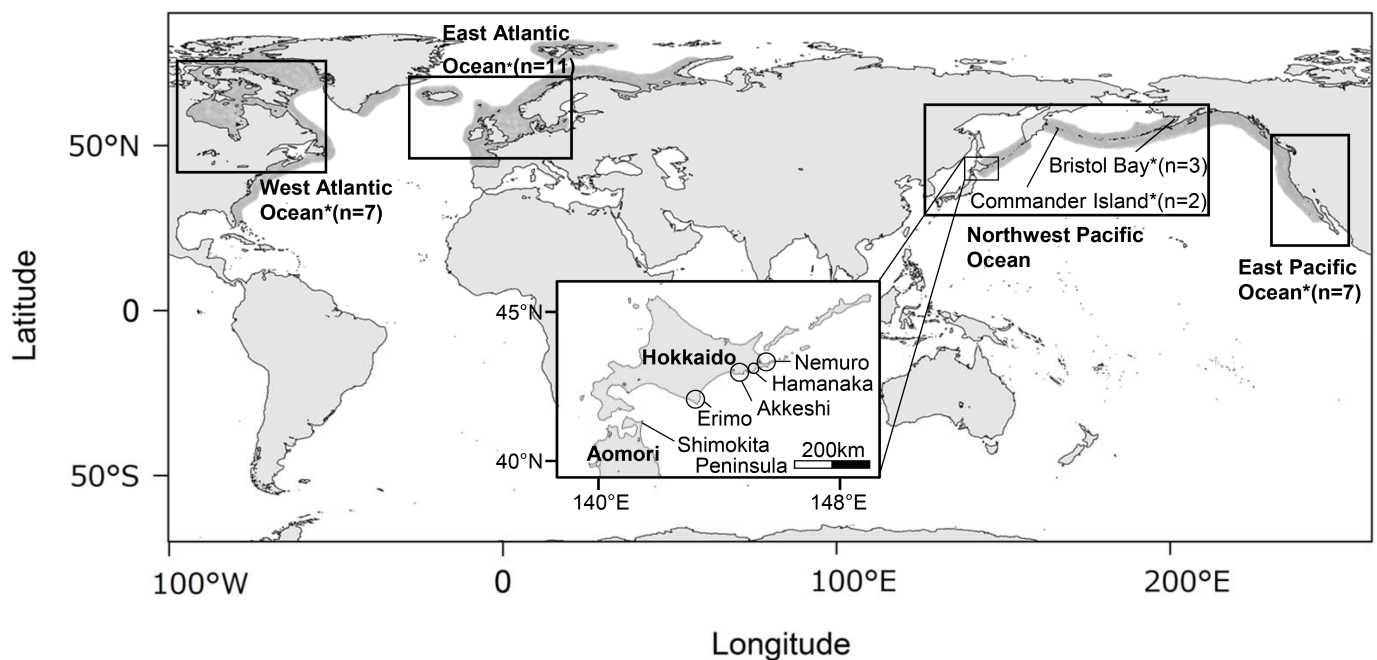 East Atlantic
Ocean*(n=11)
50°N
West Atlantic
Ocean*(n=7)
Bristol Bay*(n=3)
Commander Island*(n=2)
Northwest Pacific
Ocean
East Pacific
Ocean*(n=7)
Latitude
0
45°N
Hokkaido
Nemuro
Hamanaka
Akkeshi
Erimo
Shimokita
Peninsula
Aomori
200km
40°N
140°E
148°E
50°S
100°W
0
100°E
200°E
Longitude